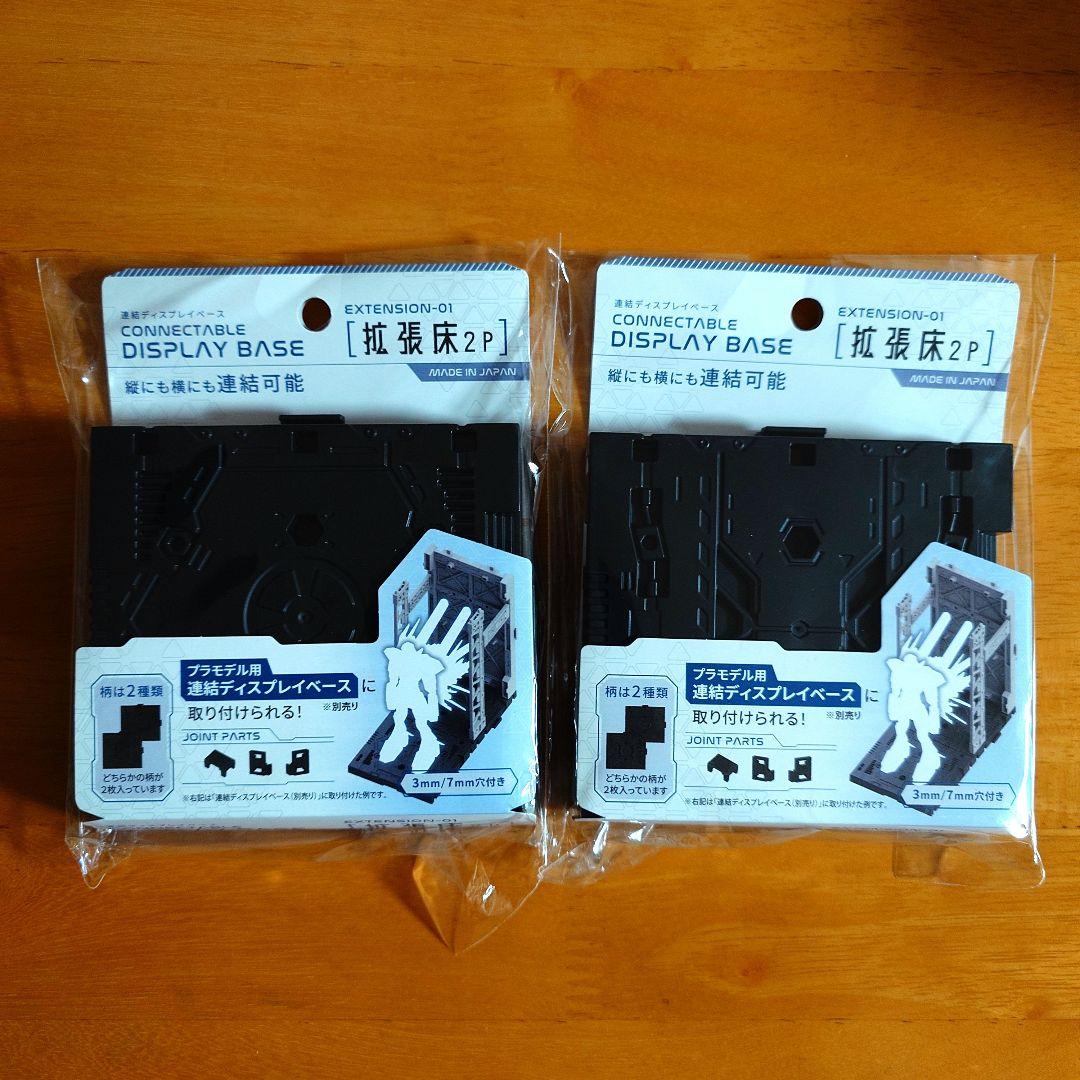 連結ディスプレイベース
CONNECTABLE
DISPLAY BASE
EXTENSION-01
[拡張床2P]
MADE IN JAPAN
縦にも横にも連結可能
柄は2種類
どちらかの柄が
2枚入っています
プラモデル用
連結ディスプレイベースに
取り付けられる!
※別売り
JOINT PARTS
3mm/7mm穴付き
※右記は「連結ディスプレイベース(別売り)」に取り付けた例です。
EXTENSION-01
連結ディスプレイベース
CONNECTABLE
DISPLAY BASE
EXTENSION-01
[拡張床2P]
MADE IN JAPAN
縦にも横にも連結可能
柄は2種類
どちらかの柄が
2枚入っています
プラモデル用
連結ディスプレイベースに
取り付けられる!
※別売り
JOINT PARTS
3mm/7mm穴付き
※右記は「連結ディスプレイベース(別売り)」に取り付けた例です。